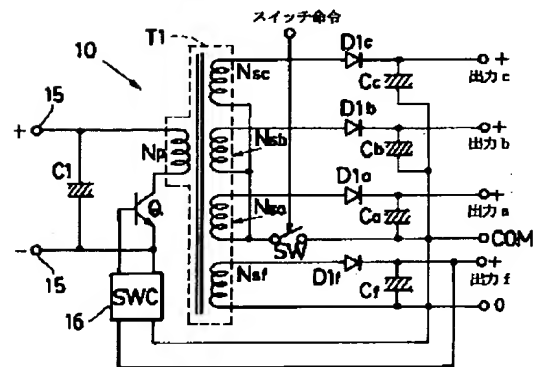 スイッチ命令
T1
10
D1c
+
Nsc
Cc
出力 c
15
D1b
+
+
Nsb
Cb
出力 b
Np
C1
D1a
+
Q
Nsa
Ca
出力 a
COM
SW
-
15
+
D1f
出力 f
Nsf
Cf
16
SWC
0